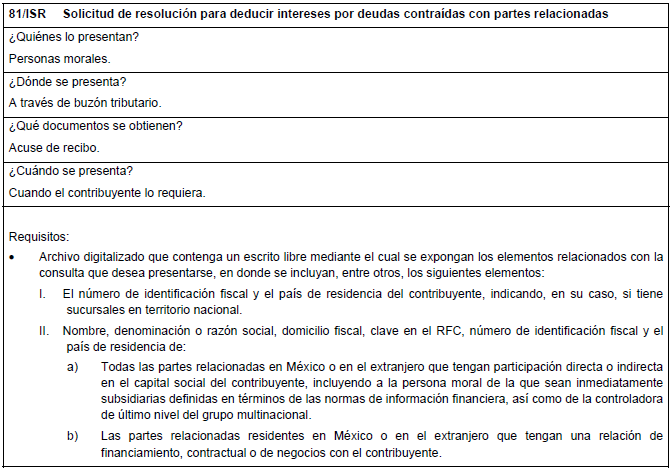 81/ISR Solicitud de resolución para deducir intereses por deudas contraídas con partes relacionadas
¿Quiénes lo presentan?
Personas morales.
¿Dónde se presenta?
A través de buzón tributario.
¿Qué documentos se obtienen?
Acuse de recibo.
¿Cuándo se presenta?
Cuando el contribuyente lo requiera.
Requisitos:
• Archivo digitalizado que contenga un escrito libre mediante el cual se expongan los elementos relacionados con la
consulta que desea presentarse, en donde se incluyan, entre otros, los siguientes elementos:
I. El número de identificación fiscal y el país de residencia del contribuyente, indicando, en su caso, si tiene
sucursales en territorio nacional.
II. Nombre, denominación o razón social, domicilio fiscal, clave en el RFC, número de identificación fiscal y el
país de residencia de:
a) Todas las partes relacionadas en México o en el extranjero que tengan participación directa o indirecta
en el capital social del contribuyente, incluyendo a la persona moral de la que sean inmediatamente
subsidiarias definidas en términos de las normas de información financiera, así como de la controladora
de último nivel del grupo multinacional.
b) Las partes relacionadas residentes en México o en el extranjero que tengan una relación de
financiamiento, contractual o de negocios con el contribuyente.